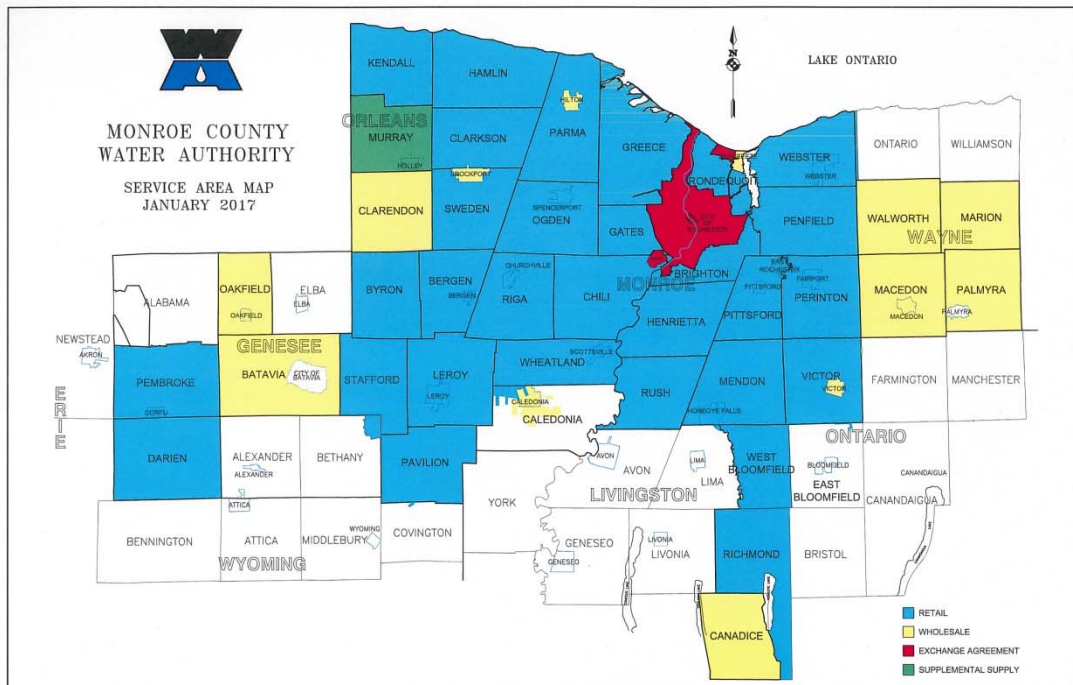 MONROE COUNTY
WATER AUTHORITY
SERVICE AREA MAP
JANUARY 2017
N
LAKE ONTARIO
KENDALL
HAMLIN
HILTON
PARMA
ORLEANS
MURRAY
HOLLEY
CLARKSON
GREECE
WEBSTER
WEBSTER
ONTARIO
WILLIAMSON
BROCKPORT
SWEDEN
CLARENDON
SPENCERPORT
OGDEN
GATES
IRONDEQUOIT
CITY
OF
ROCHESTER
PENFIELD
WALWORTH
MARION
WAYNE
ALABAMA
OAKFIELD
OAKFIELD
ELBA
ELBA
BYRON
BERGEN
BERGEN
CHURCHVILLE
RIGA
CHILI
MONROE
BRIGHTON
EAST
ROCHESTER
PITTSFORD
FAIRPORT
PERINTON
MACEDON
MACEDON
PALMYRA
PALMYRA
HENRIETTA
PITTSFORD
NEWSTEAD
AKRON
ERIE
PEMBROKE
CORFU
GENESEE
BATAVIA
CITY OF
BATAVIA
STAFFORD
LEROY
LEROY
WHEATLAND
SCOTTSVILLE
RUSH
MENDON
HONEOYE FALLS
VICTOR
VICTOR
FARMINGTON
MANCHESTER
CALEDONIA
CALEDONIA
DARIEN
ALEXANDER
ALEXANDER
BETHANY
PAVILION
AVON
AVON
LIMA
LIMA
WEST
BLOOMFIELD
ONTARIO
BLOOMFIELD
EAST
BLOOMFIELD
CANANDAIGUA
CANADAIGUA
ATTICA
YORK
LIVINGSTON
BENNINGTON
ATTICA
MIDDLEBURY
WYOMING
COVINGTON
WYOMING
GENESEO
GENESEO
LIVONIA
LIVONIA
RICHMOND
BRISTOL
CANADICE
RETAIL
WHOLESALE
EXCHANGE AGREEMENT
SUPPLEMENTAL SUPPLY